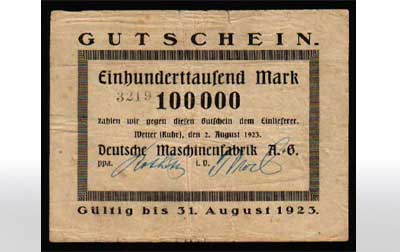 GUTSCHEIN.
Einhunderttausend Mark
3219
100000
zahlen wir gegen diesen Gutschein dem Einlieferer.
Wetter (Ruhr), den 2. August 1923.
Deutsche Maschinenfabrik A.-G.
ppa. i. V.
Gültig bis 31. August 1923.